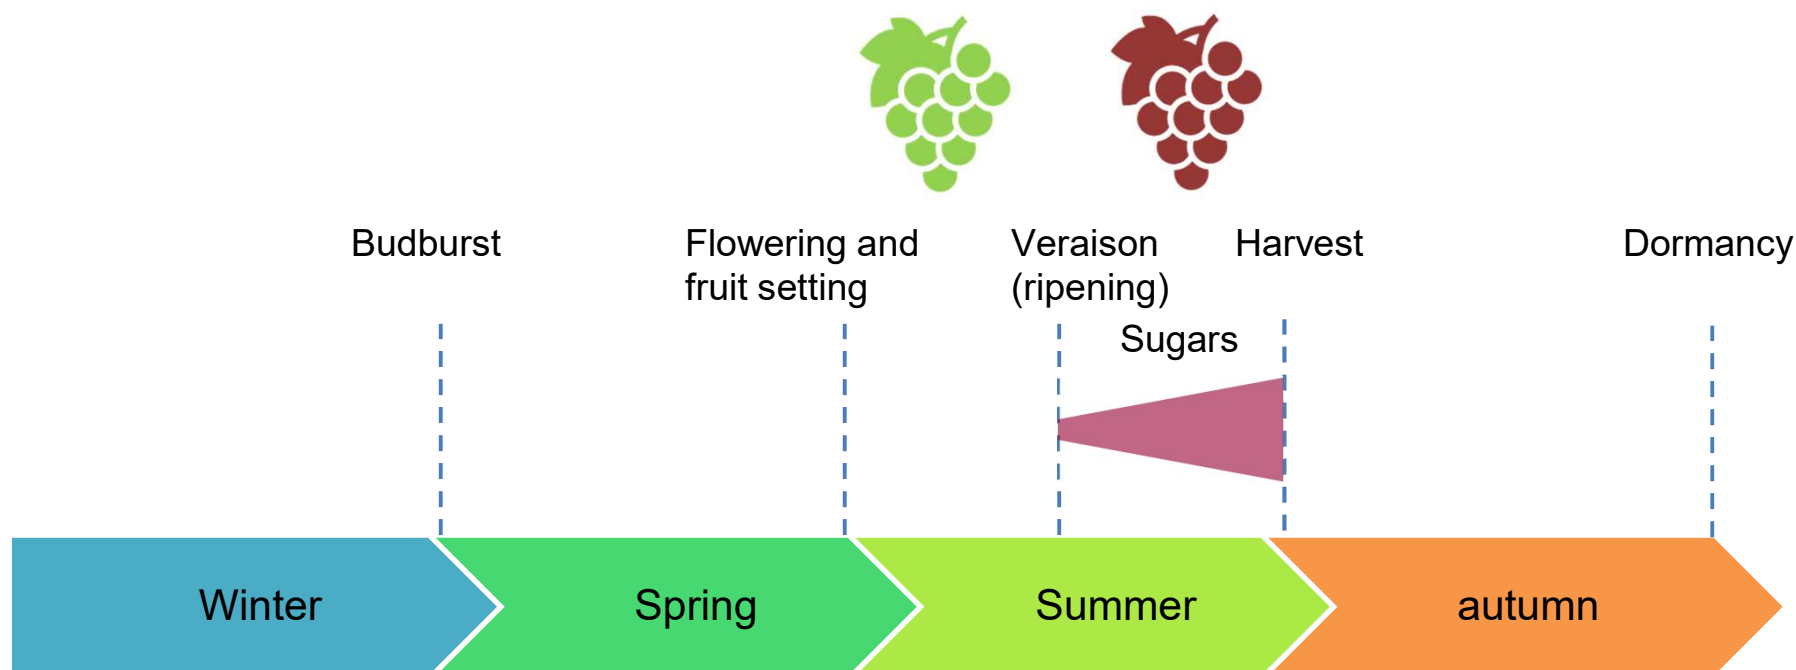 Budburst
Flowering and
fruit setting
Veraison
(ripening)
Harvest
Dormancy
Sugars
Winter
Spring
Summer
autumn